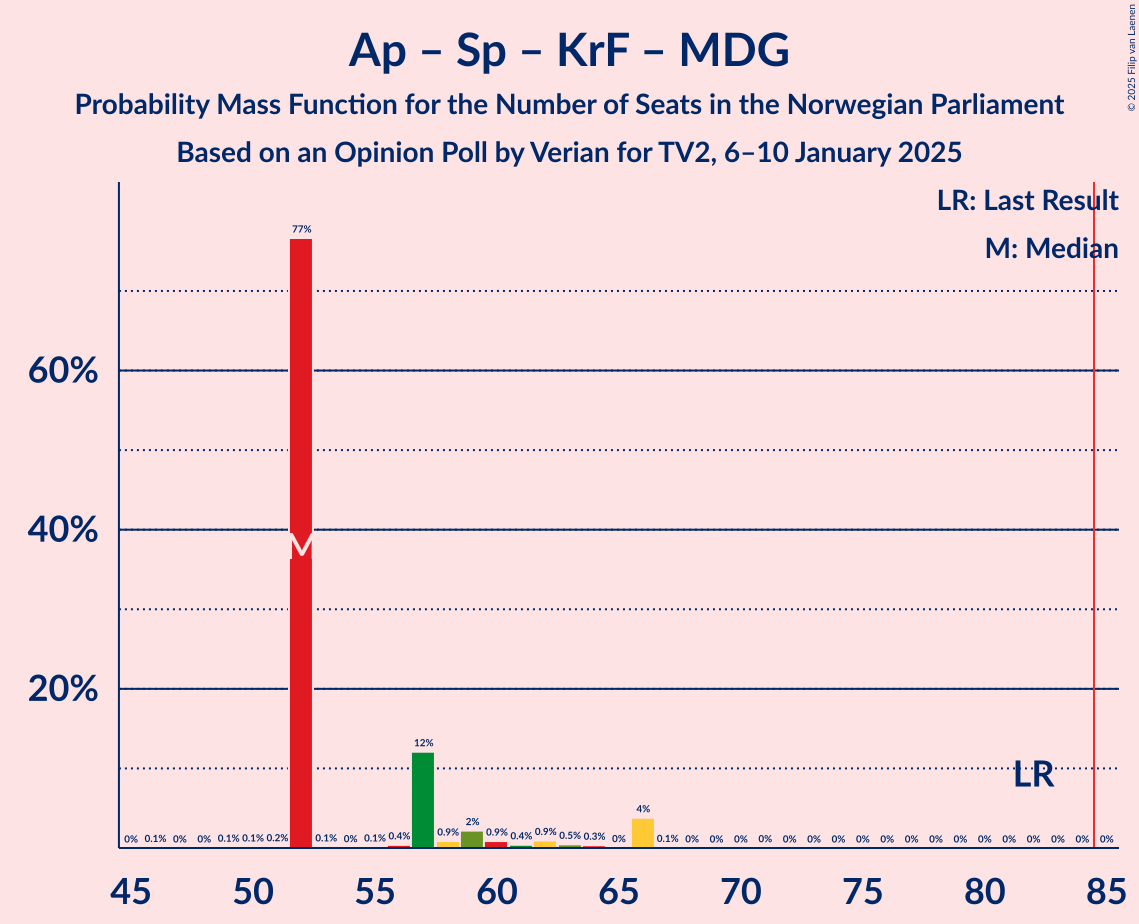 Ap – Sp – KrF – MDG
Probability Mass Function for the Number of Seats in the Norwegian Parliament
Based on an Opinion Poll by Verian for TV2, 6–10 January 2025
© 2025 Filip van Laenen
LR: Last Result
M: Median
60%
40%
20%
77%
M
12%
LR
0% 0.1% 0% 0% 0.1% 0.1% 0.2% 0.1% 0% 0.1% 0.4% 0.9% 2% 0.9% 0.4% 0.9% 0.5% 0.3% 0% 4% 0.1% 0% 0% 0% 0% 0% 0% 0% 0% 0% 0% 0% 0% 0% 0% 0% 0% 0% 0%
45 50 55 60 65 70 75 80 85